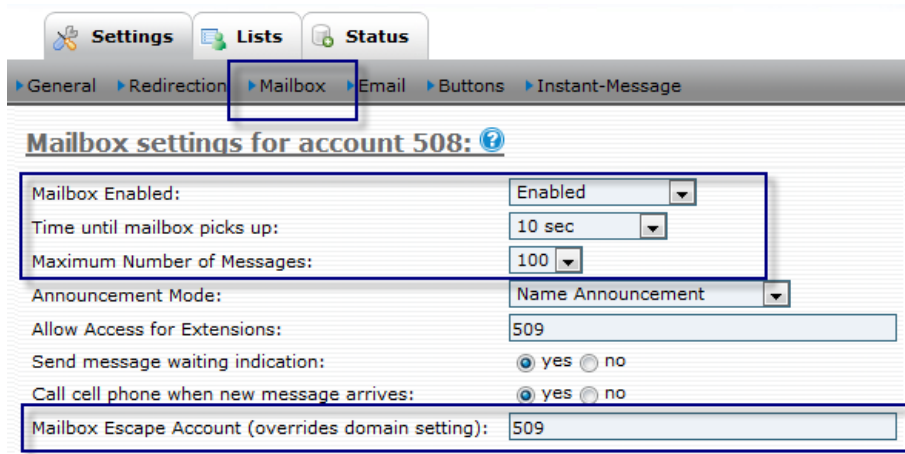 Settings Lists Status
General Redirection Mailbox Email Buttons Instant-Message
Mailbox settings for account 508:
Mailbox Enabled: Enabled
Time until mailbox picks up: 10 sec
Maximum Number of Messages: 100
Announcement Mode: Name Announcement
Allow Access for Extensions: 509
Send message waiting indication: yes no
Call cell phone when new message arrives: yes no
Mailbox Escape Account (overrides domain setting): 509